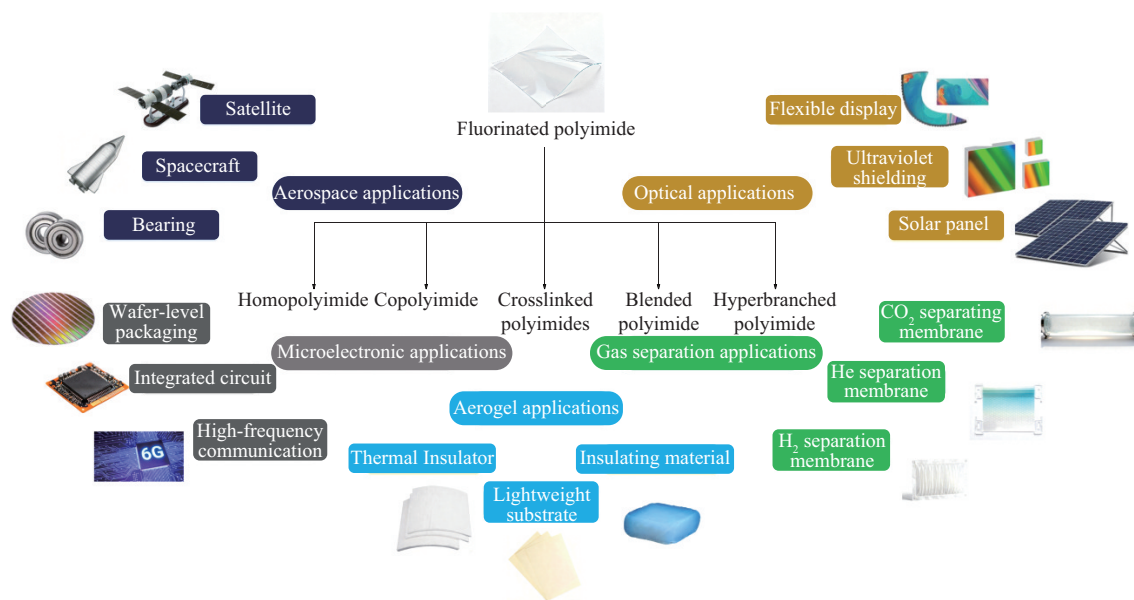 Fluorinated polyimide
Satellite
Spacecraft
Bearing
Aerospace applications
Optical applications
Flexible display
Ultraviolet
shielding
Solar panel
Homopolyimide
Copolyimide
Crosslinked
polyimides
Blended
polyimide
Hyperbranched
polyimide
Wafer-level
packaging
Integrated circuit
High-frequency
communication
6G
Microelectronic applications
Gas separation applications
CO₂ separating
membrane
He separation
membrane
H₂ separation
membrane
Aerogel applications
Thermal Insulator
Insulating material
Lightweight
substrate